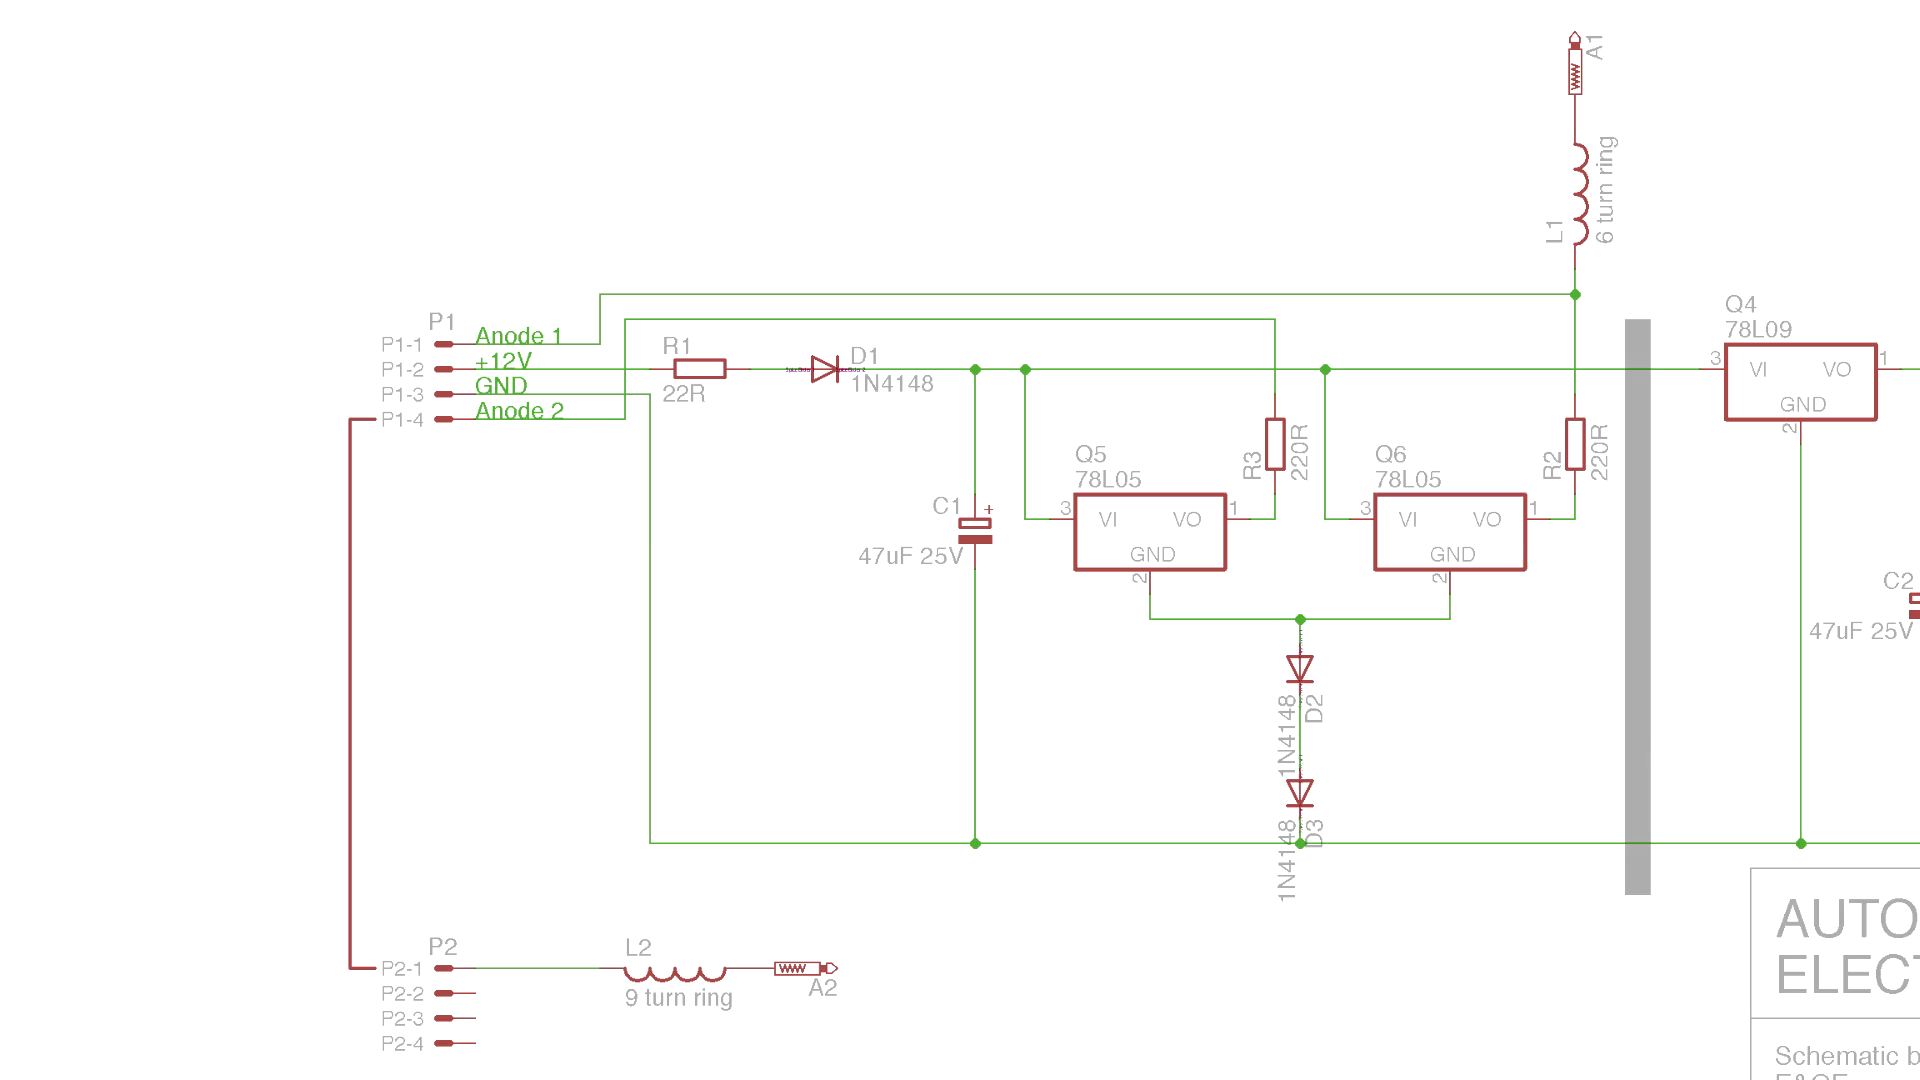 A1
6 turn ring
L1
P1
P1-1
Anode 1
P1-2
+12V
P1-3
GND
P1-4
Anode 2
R1
22R
D1
1N4148
C1
+
47uF 25V
Q5
78L05
3
VI
VO
1
GND
2
R3
220R
Q6
78L05
3
VI
VO
1
GND
2
R2
220R
Q4
78L09
3
VI
VO
1
GND
2
C2
47uF 25V
1N4148
D2
1N4148
D3
P2
P2-1
P2-2
P2-3
P2-4
L2
9 turn ring
A2
AUTO
ELECT
Schematic b